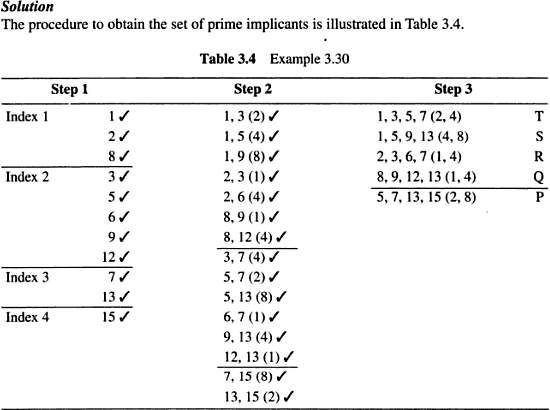 Solution
The procedure to obtain the set of prime implicants is illustrated in Table 3.4.
Table 3.4 Example 3.30
Step 1 Step 2 Step 3
Index 1 1 ✓ 1, 3 (2) ✓ 1, 3, 5, 7 (2, 4) T
2 ✓ 1, 5 (4) ✓ 1, 5, 9, 13 (4, 8) S
8 ✓ 1, 9 (8) ✓ 2, 3, 6, 7 (1, 4) R
Index 2 3 ✓ 2, 3 (1) ✓ 8, 9, 12, 13 (1, 4) Q
5 ✓ 2, 6 (4) ✓ 5, 7, 13, 15 (2, 8) P
6 ✓ 8, 9 (1) ✓
9 ✓ 8, 12 (4) ✓
12 ✓ 3, 7 (4) ✓
Index 3 7 ✓ 5, 7 (2) ✓
13 ✓ 5, 13 (8) ✓
Index 4 15 ✓ 6, 7 (1) ✓
9, 13 (4) ✓
12, 13 (1) ✓
7, 15 (8) ✓
13, 15 (2) ✓